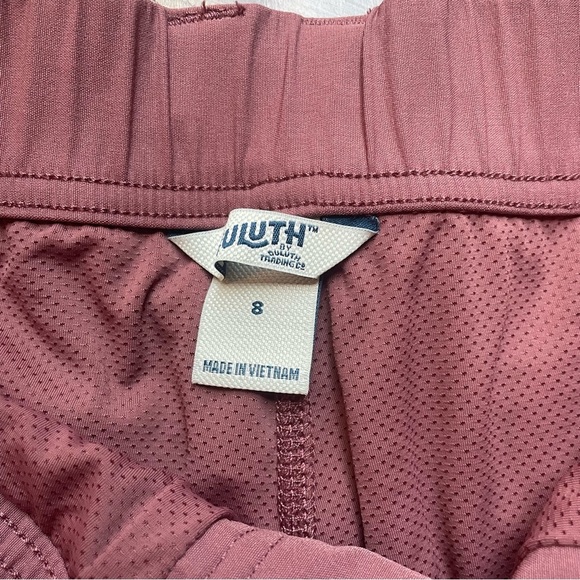 ULUTH™
BY
DULUTH
TRADING CO
8
MADE IN VIETNAM